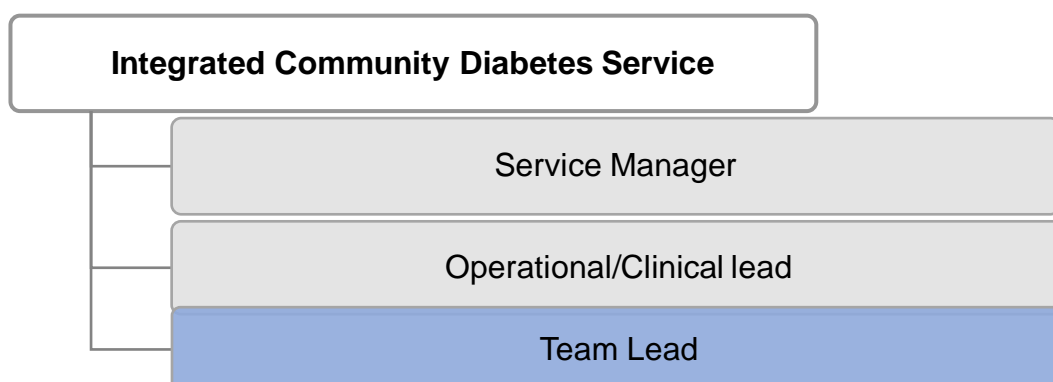 Integrated Community Diabetes Service
Service Manager
Operational/Clinical lead
Team Lead